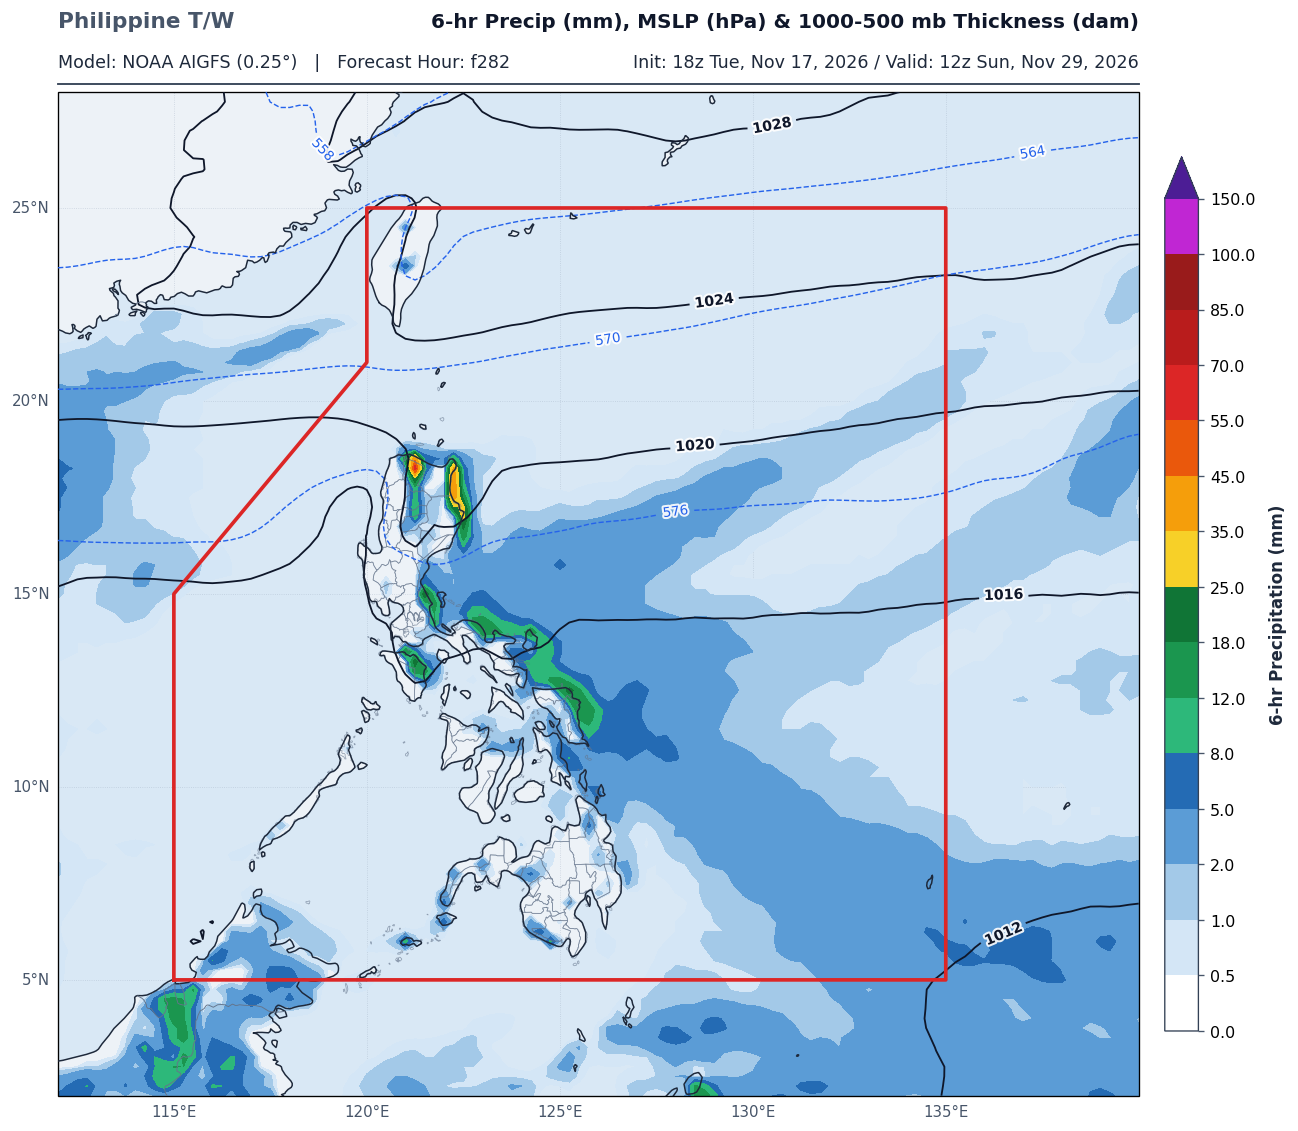 Philippine T/W
6-hr Precip (mm), MSLP (hPa) & 1000-500 mb Thickness (dam)
Model: NOAA AIGFS (0.25°) | Forecast Hour: f282
Init: 18z Tue, Nov 17, 2026 / Valid: 12z Sun, Nov 29, 2026
1028
558
564
25°N
1024
570
20°N
1020
576
15°N
1016
10°N
1012
5°N
115°E
120°E
125°E
130°E
135°E
150.0
100.0
85.0
70.0
55.0
45.0
35.0
25.0
18.0
12.0
8.0
5.0
2.0
1.0
0.5
0.0
6-hr Precipitation (mm)